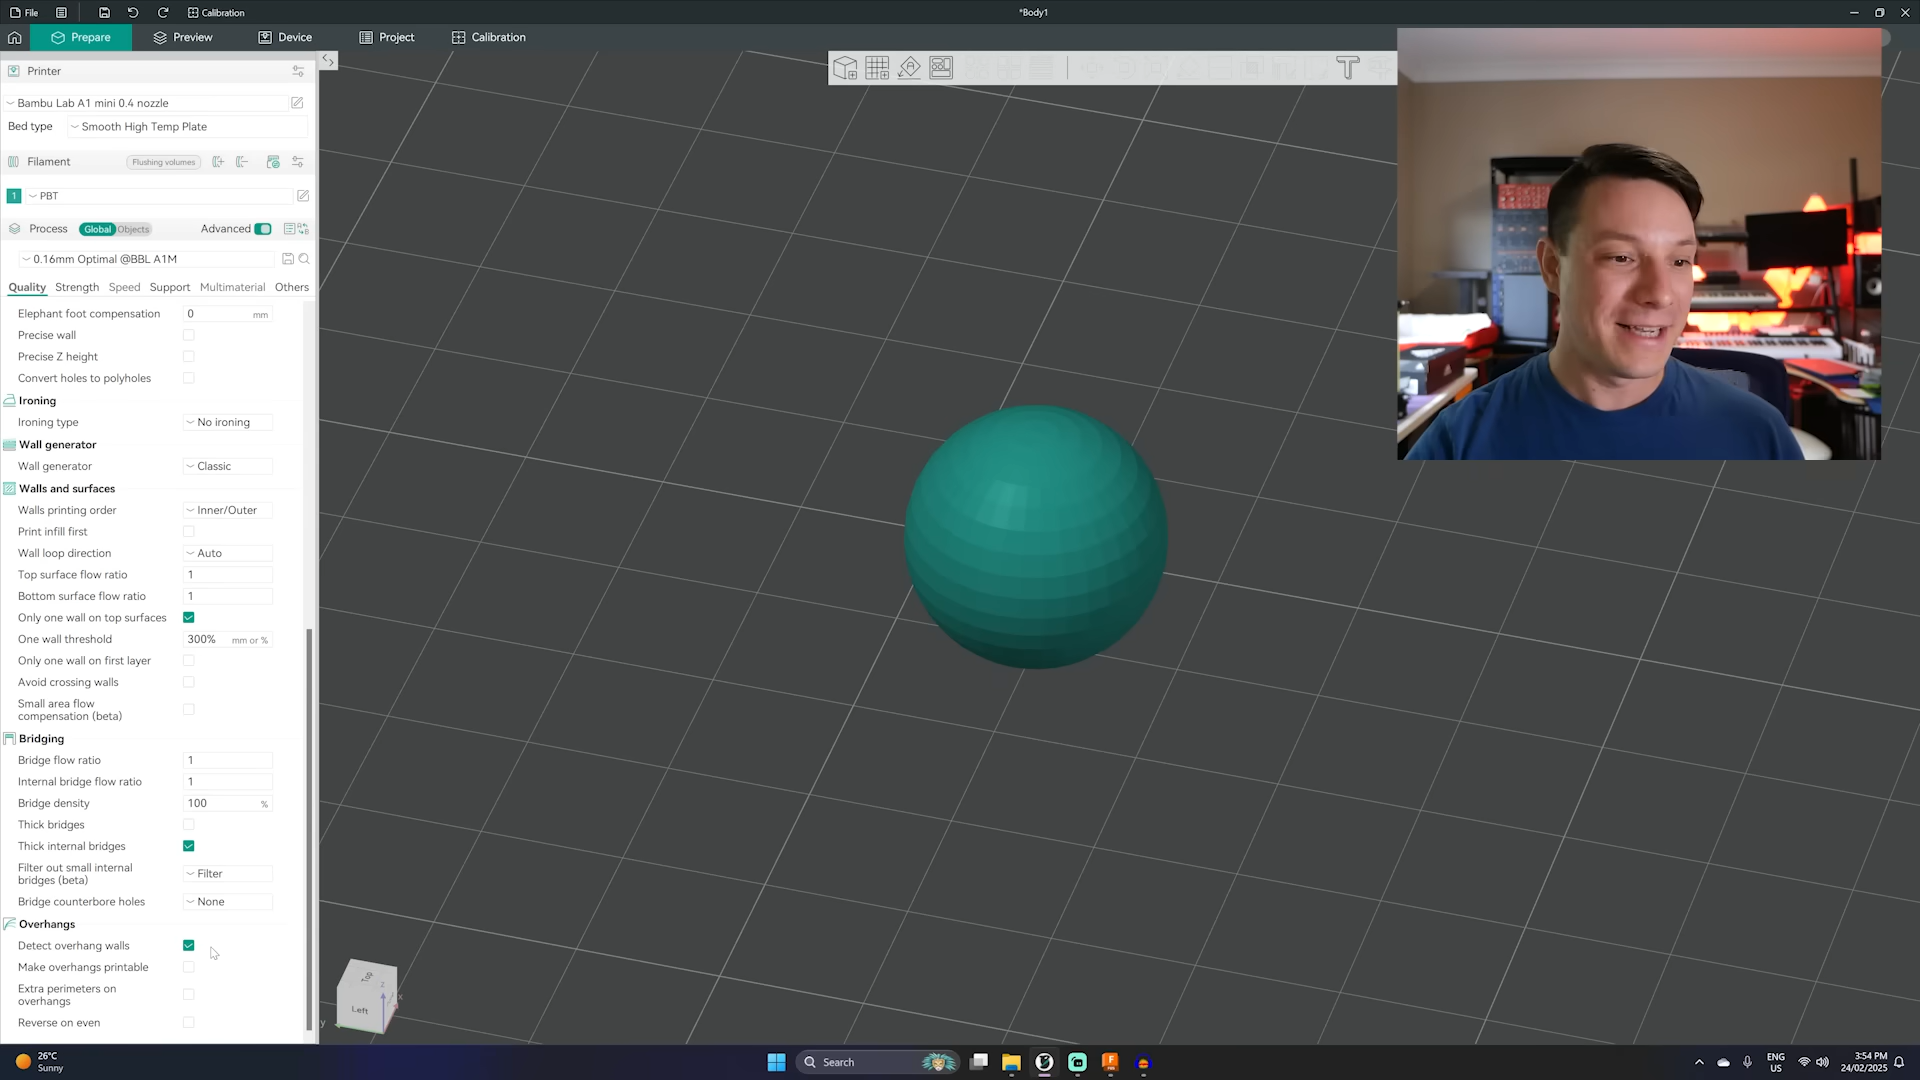 File
Calibration
*Body1
Prepare
Preview
Device
Project
Calibration
Printer
Bambu Lab A1 mini 0.4 nozzle
Bed type
Smooth High Temp Plate
Filament
Flushing volumes
1
PBT
Process
Global
Objects
Advanced
0.16mm Optimal @BBL A1M
Quality
Strength
Speed
Support
Multimaterial
Others
Elephant foot compensation
0 mm
Precise wall
Precise Z height
Convert holes to polyholes
Ironing
Ironing type
No ironing
Wall generator
Wall generator
Classic
Walls and surfaces
Walls printing order
Inner/Outer
Print infill first
Wall loop direction
Auto
Top surface flow ratio
1
Bottom surface flow ratio
1
Only one wall on top surfaces
One wall threshold
300% mm or %
Only one wall on first layer
Avoid crossing walls
Small area flow
compensation (beta)
Bridging
Bridge flow ratio
1
Internal bridge flow ratio
1
Bridge density
100 %
Thick bridges
Thick internal bridges
Filter out small internal
bridges (beta)
Filter
Bridge counterbore holes
None
Overhangs
Detect overhang walls
Make overhangs printable
Extra perimeters on
overhangs
Reverse on even
Top
Left
z
x
y
26°C
Sunny
Search
ENG
US
3:54 PM
24/02/2025